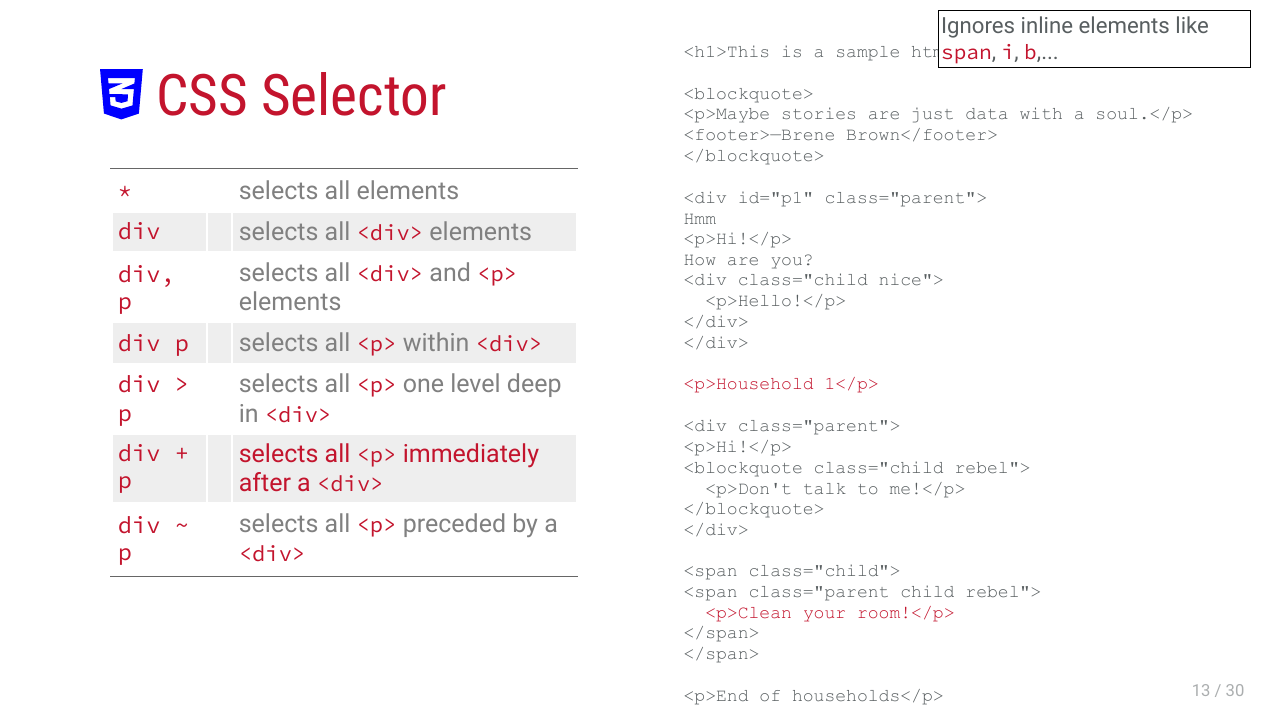 CSS Selector
* selects all elements
div selects all <div> elements
div, selects all <div> and <p>
p elements
div p selects all <p> within <div>
div > selects all <p> one level deep
p in <div>
div + selects all <p> immediately
p after a <div>
div ~ selects all <p> preceded by a
p <div>
Ignores inline elements like
span, i, b,...
<h1>This is a sample
<blockquote>
<p>Maybe stories are just data with a soul.</p>
<footer>—Brene Brown</footer>
</blockquote>
<div id="p1" class="parent">
Hmm
<p>Hi!</p>
How are you?
<div class="child nice">
<p>Hello!</p>
</div>
</div>
<p>Household 1</p>
<div class="parent">
<p>Hi!</p>
<blockquote class="child rebel">
<p>Don't talk to me!</p>
</blockquote>
</div>
<span class="child">
<span class="parent child rebel">
<p>Clean your room!</p>
</span>
</span>
<p>End of households</p>
13 / 30